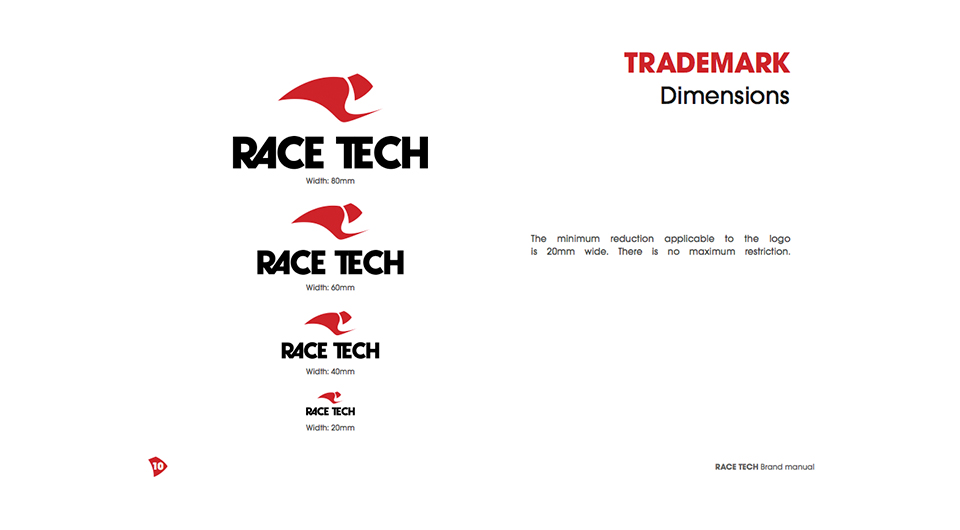 TRADEMARK
Dimensions
RACE TECH
Width: 80mm
RACE TECH
Width: 60mm
RACE TECH
Width: 40mm
RACE TECH
Width: 20mm
The minimum reduction applicable to the logo
is 20mm wide. There is no maximum restriction.
10
RACE TECH Brand manual